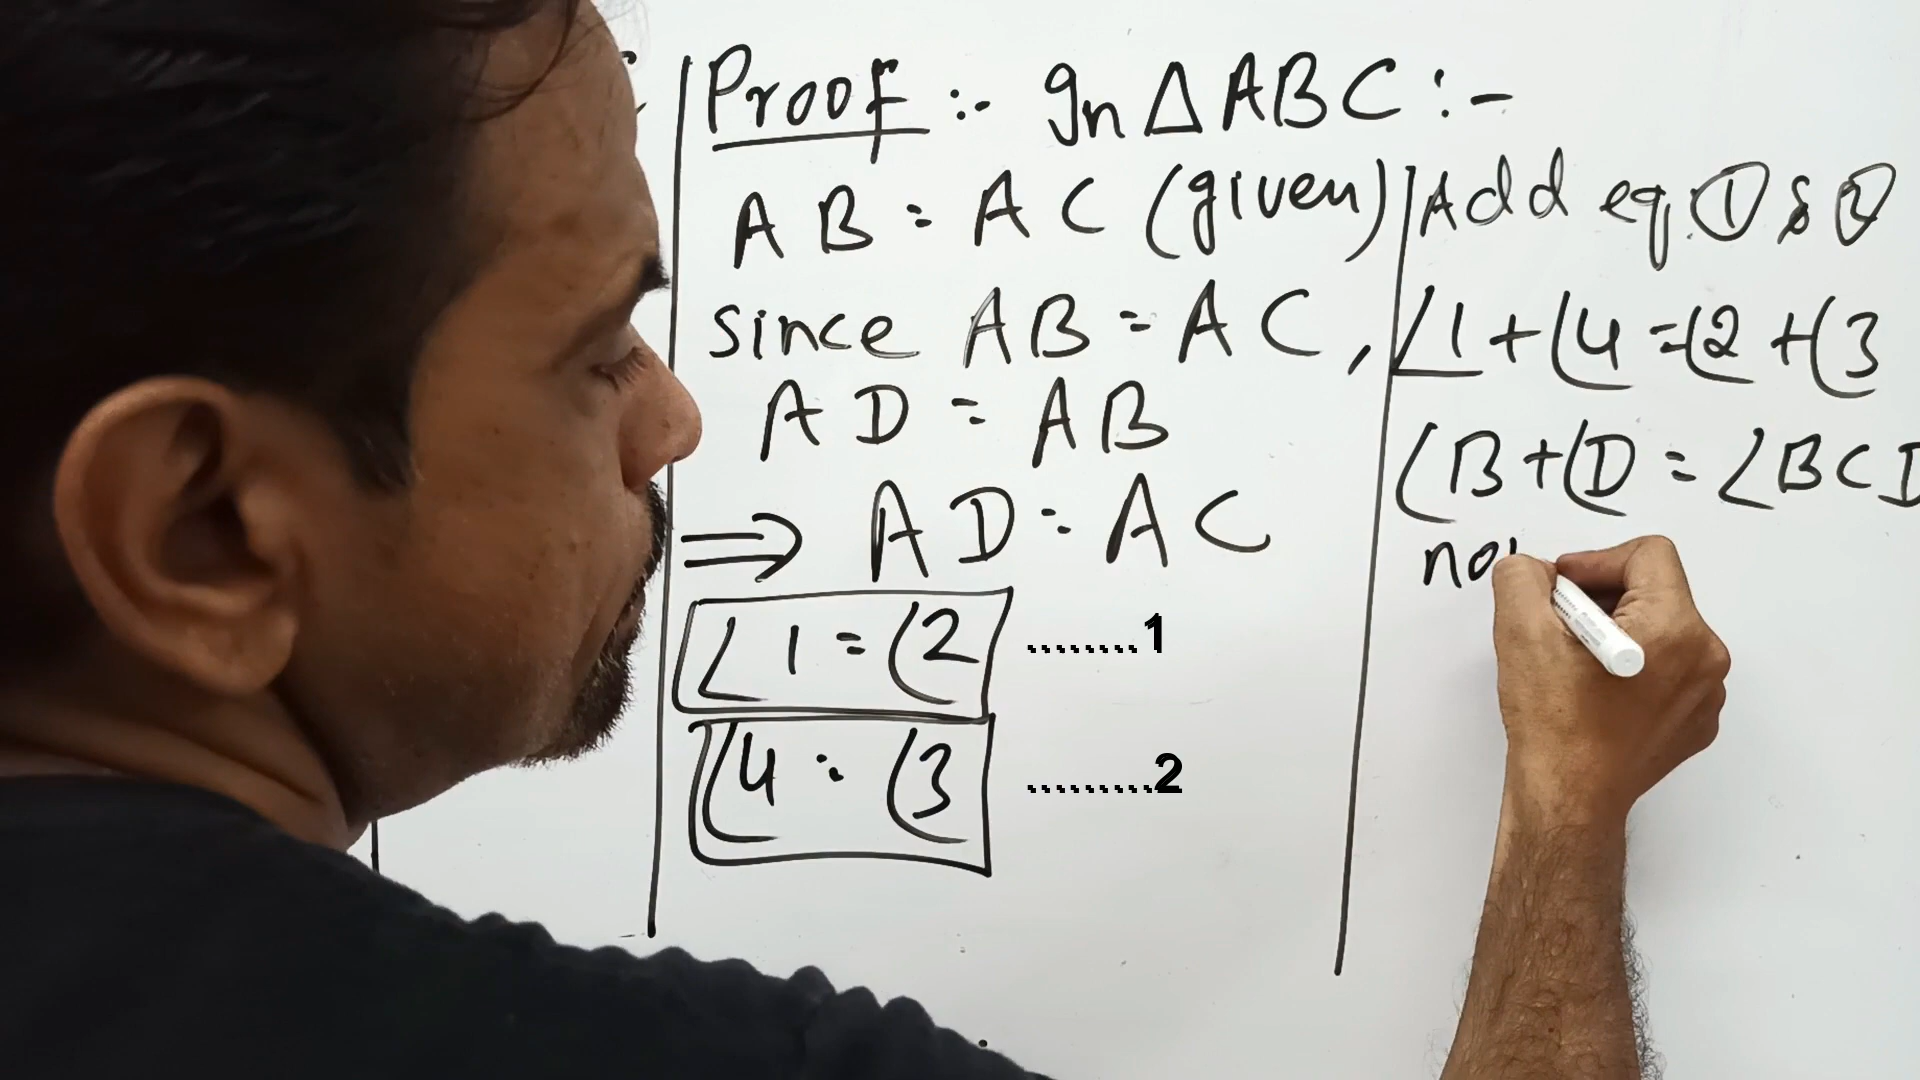 Proof :- In △ABC :-
AB = AC (given)
since AB = AC,
AD = AB
⇒ AD = AC
∠1 = ∠2 ........1
∠4 = ∠3 .........2
Add eq. ① & ②
∠1 + ∠4 = ∠2 + ∠3
∠B + ∠D = ∠BCD